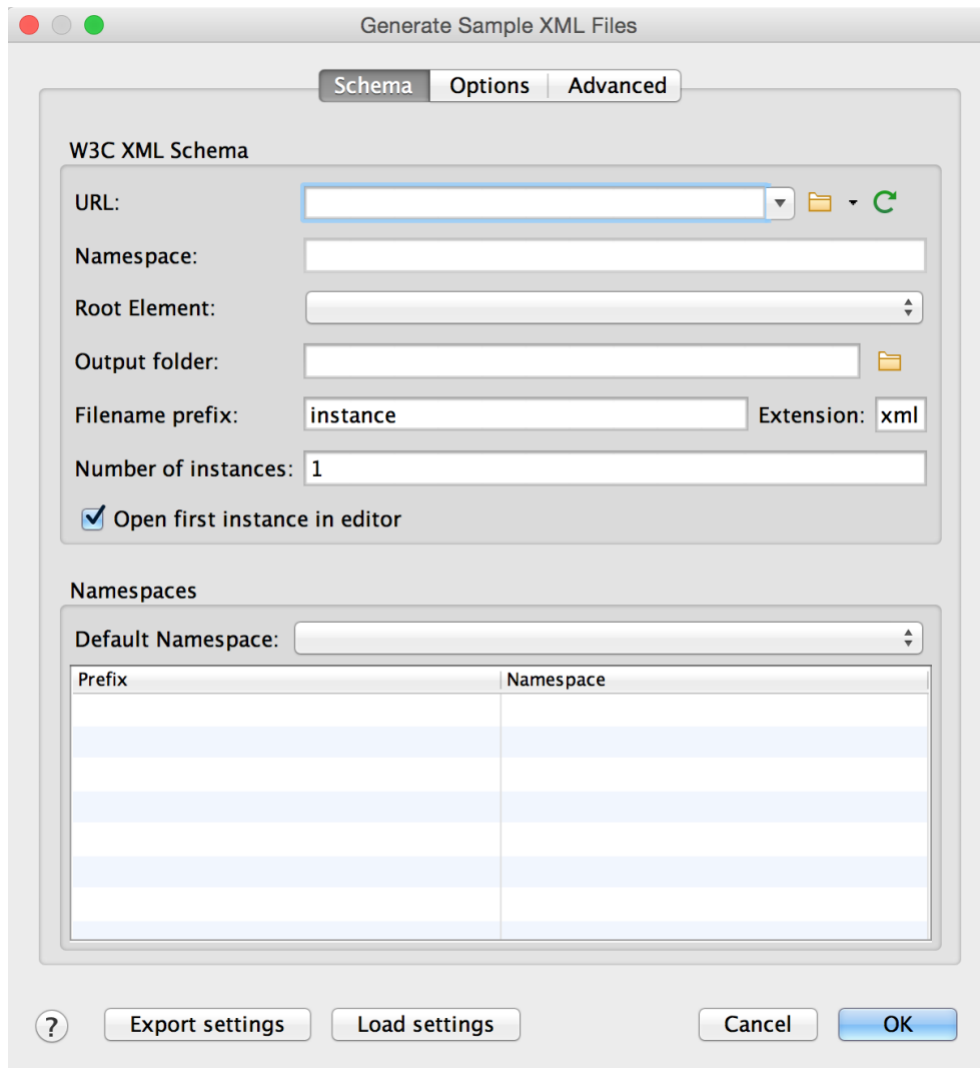 Generate Sample XML Files
Schema Options Advanced
W3C XML Schema
URL:
Namespace:
Root Element:
Output folder:
Filename prefix: instance Extension: xml
Number of instances: 1
Open first instance in editor
Namespaces
Default Namespace:
Prefix Namespace
? Export settings Load settings Cancel OK